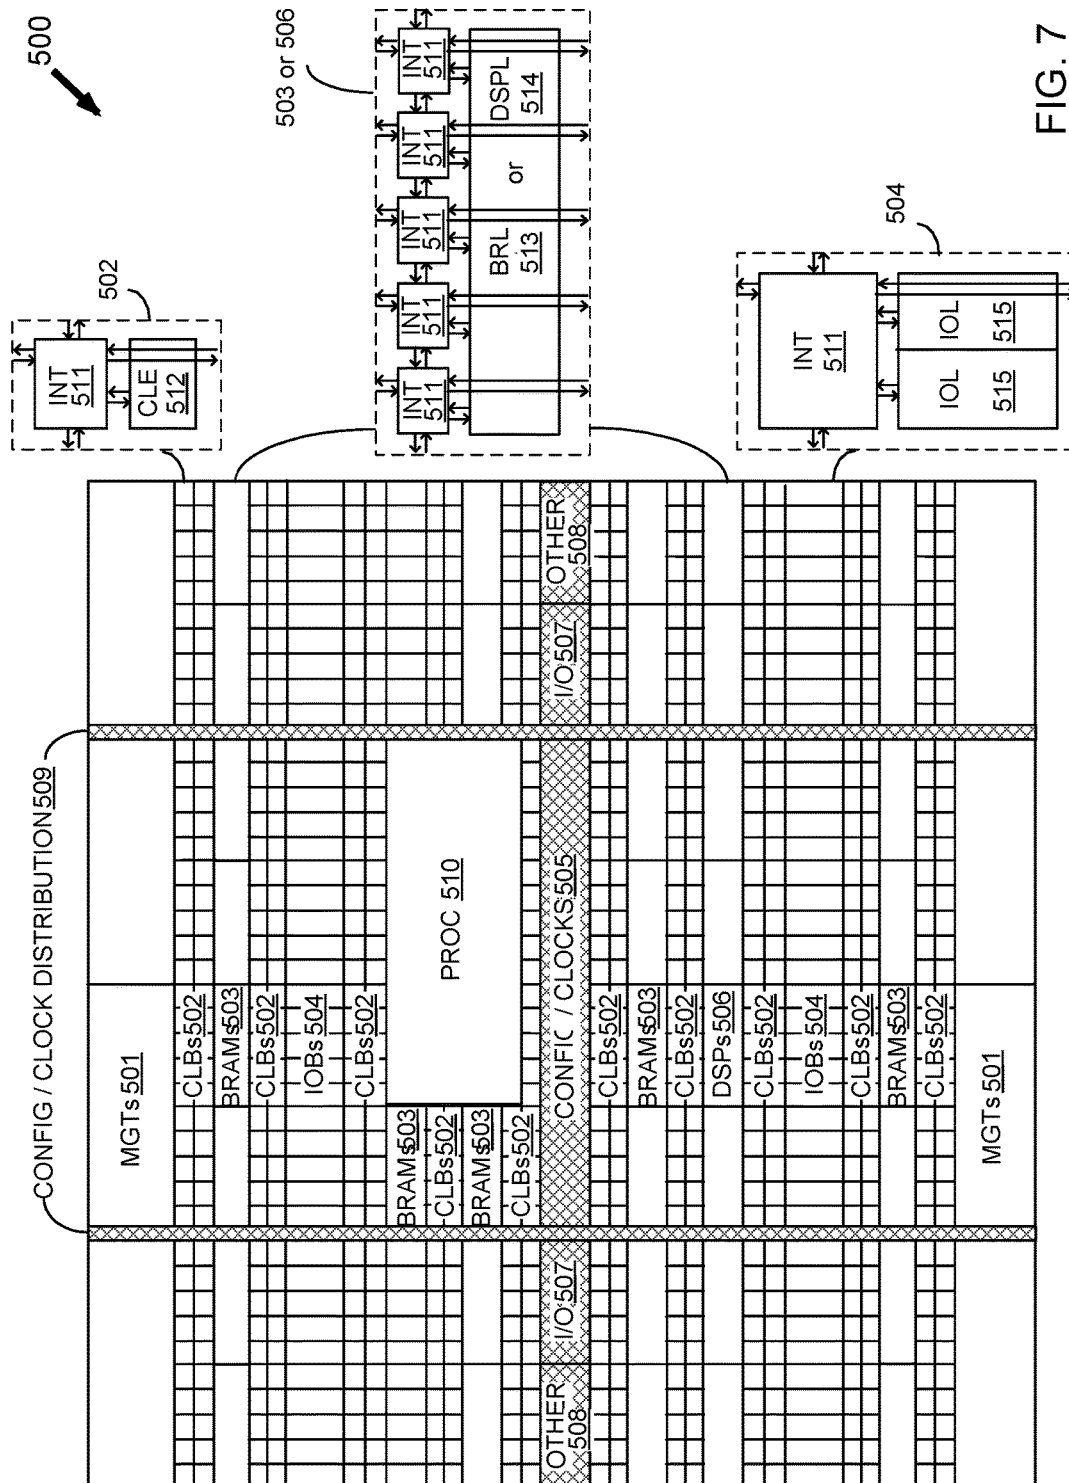 500
CONFIG / CLOCK DISTRIBUTION 509
MGTs 501
CLBs 502
BRAMs 503
CLBs 502
IOBs 504
CLBs 502
BRAMs 503
CLBs 502
BRAMs 503
CLBs 502
PROC 510
OTHER 508
I/O 507
CONFIG / CLOCKS 505
I/O 507
OTHER 508
CLBs 502
BRAMs 503
CLBs 502
DSPs 506
CLBs 502
IOBs 504
CLBs 502
BRAMs 503
CLBs 502
MGTs 501
502
INT
511
CLE
512
503 or 506
INT
511
INT
511
INT
511
INT
511
INT
511
BRL
513
or
DSPL
514
504
INT
511
IOL
515
IOL
515
FIG. 7